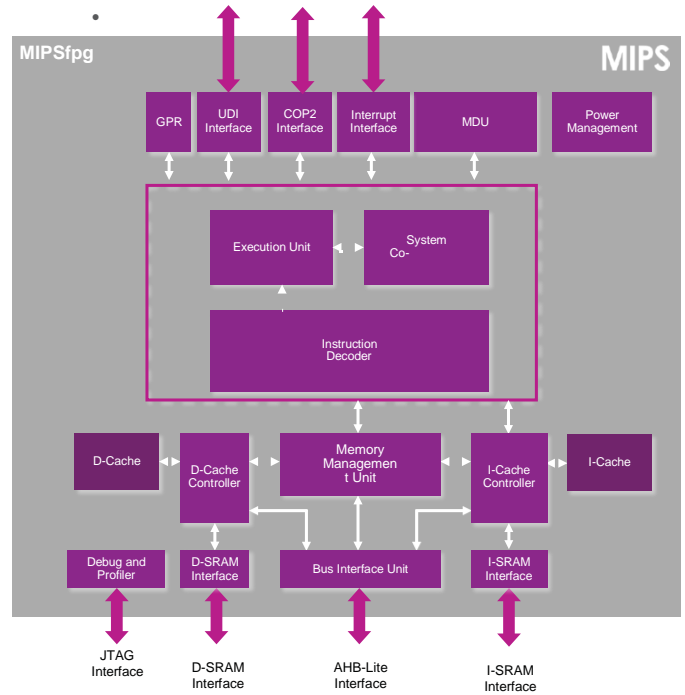 •
MIPSfpg
MIPS
GPR
UDI
Interface
COP2
Interface
Interrupt
Interface
MDU
Power
Management
Execution Unit
System
Co-
Instruction
Decoder
D-Cache
D-Cache
Controller
Memory
Managemen
t Unit
I-Cache
Controller
I-Cache
Debug and
Profiler
D-SRAM
Interface
Bus Interface Unit
I-SRAM
Interface
JTAG
Interface
D-SRAM
Interface
AHB-Lite
Interface
I-SRAM
Interface